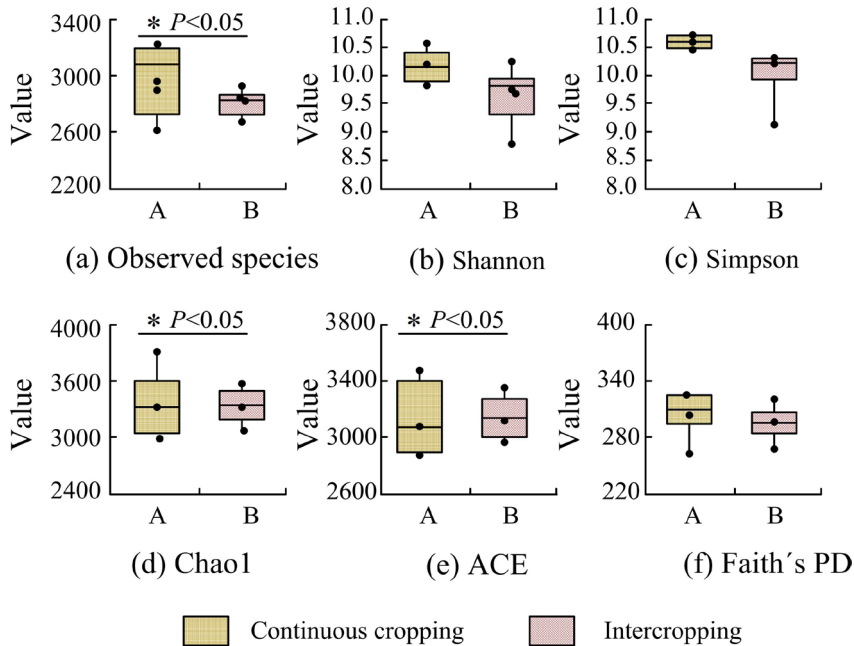 3400
3000
2600
2200
Value
* P<0.05
A B
(a) Observed species
11.0
10.5
10.0
9.5
9.0
8.5
8.0
Value
A B
(b) Shannon
11.0
10.5
10.0
9.5
9.0
8.5
8.0
Value
A B
(c) Simpson
4000
3600
3000
2400
Value
* P<0.05
A B
(d) Chao1
3800
3400
3000
2600
Value
* P<0.05
A B
(e) ACE
400
340
280
220
Value
A B
(f) Faith´s PD
Continuous cropping
Intercropping